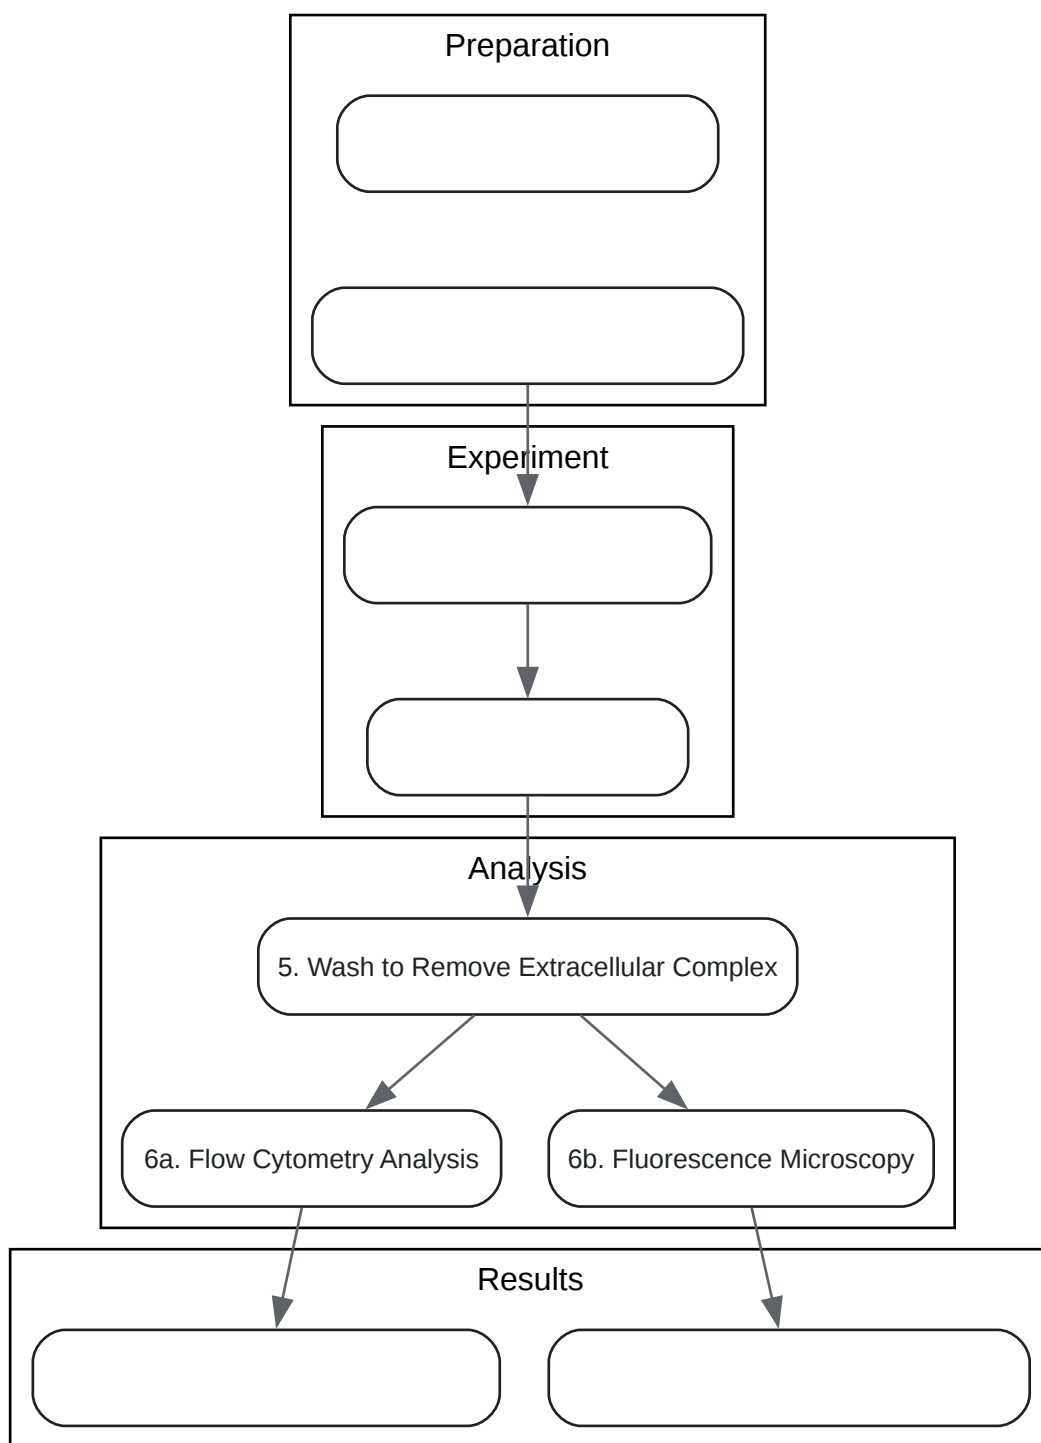 Preparation
Experiment
Analysis
5. Wash to Remove Extracellular Complex
6a. Flow Cytometry Analysis
6b. Fluorescence Microscopy
Results